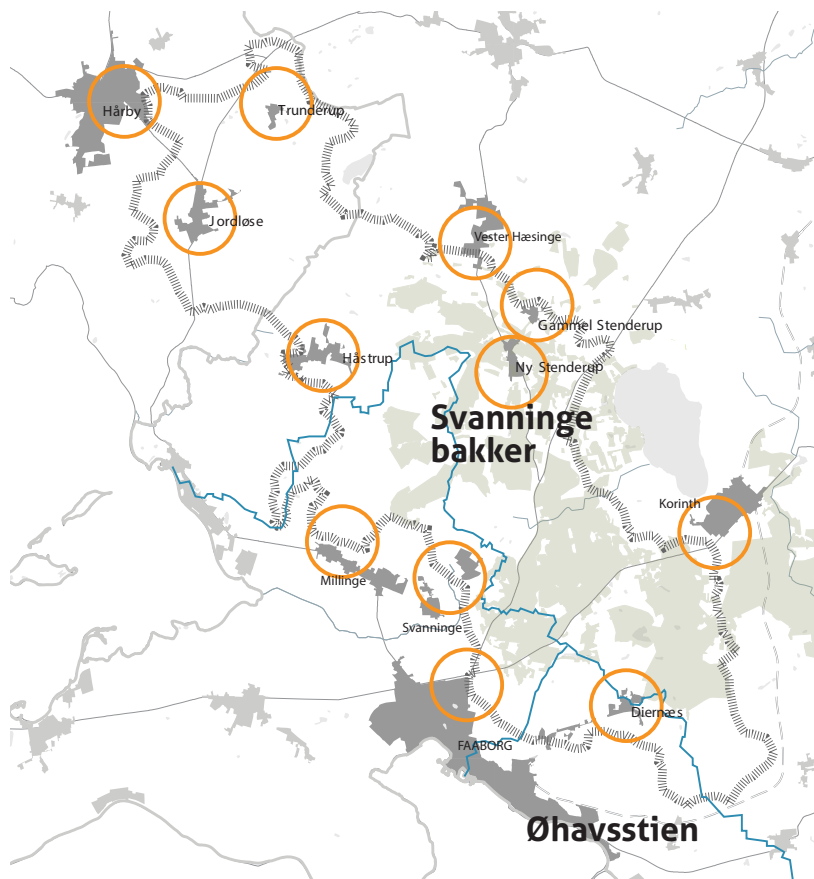 Hårby
Trunderup
Jordløse
Vester Hæsinge
Gammel Stenderup
Håstrup
Ny Stenderup
Svanninge
bakker
Korinth
Millinge
Svanninge
Diernæs
FAABORG
Øhavsstien